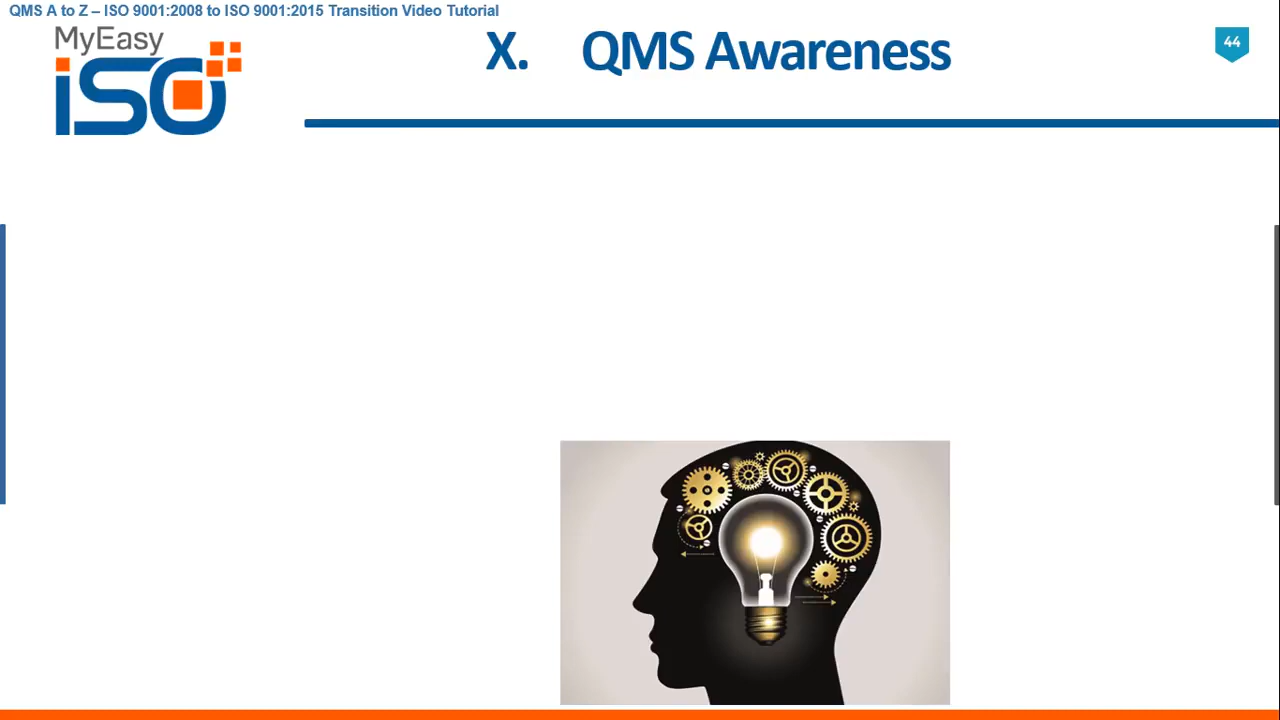 QMS A to Z – ISO 9001:2008 to ISO 9001:2015 Transition Video Tutorial
MyEasy
iSO
X. QMS Awareness
44